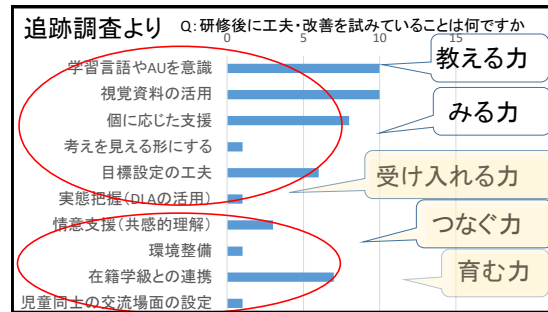 追跡調査より Q:研修後に工夫・改善を試みていることは何ですか
0 5 10 15
学習言語やAUを意識
視覚資料の活用
個に応じた支援
考えを見える形にする
目標設定の工夫
実態把握(DLAの活用)
情意支援(共感的理解)
環境整備
在籍学級との連携
児童同士の交流場面の設定
教える力
みる力
受け入れる力
つなぐ力
育む力